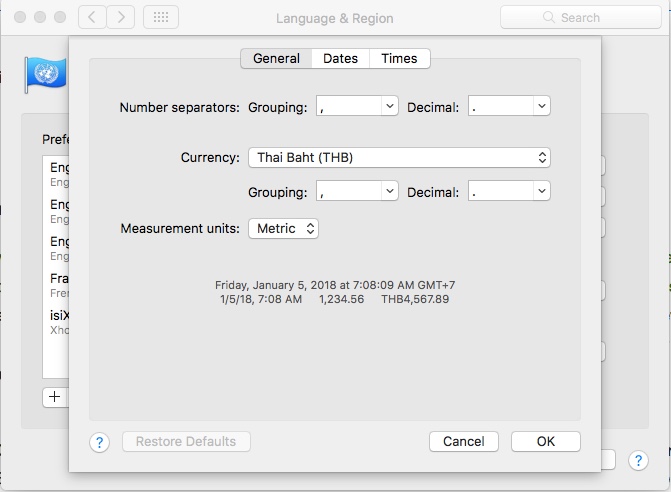 Language & Region
Search
General Dates Times
Number separators: Grouping: , Decimal: .
Prefe
Currency: Thai Baht (THB)
Eng
Eng
Grouping: , Decimal: .
Eng
Eng
Measurement units: Metric
Eng
Eng
Fra
Fren
Friday, January 5, 2018 at 7:08:09 AM GMT+7
1/5/18, 7:08 AM 1,234.56 THB4,567.89
isiX
Xho
+
? Restore Defaults Cancel OK
?